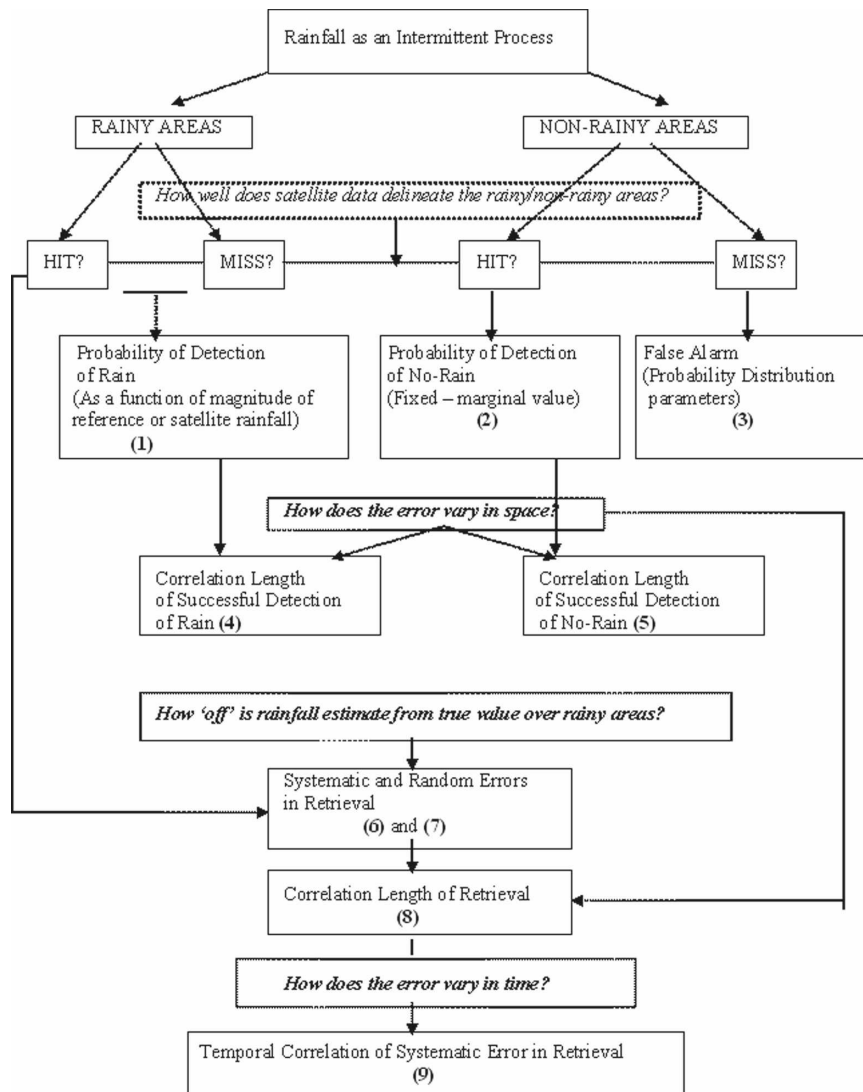 Rainfall as an Intermittent Process
RAINY AREAS
NON-RAINY AREAS
How well does satellite data delineate the rainy/non-rainy areas?
HIT?
MISS?
HIT?
MISS?
Probability of Detection
of Rain
(As a function of magnitude of
reference or satellite rainfall)
(1)
Probability of Detection
of No-Rain
(Fixed – marginal value)
(2)
False Alarm
(Probability Distribution
parameters)
(3)
How does the error vary in space?
Correlation Length
of Successful Detection
of Rain (4)
Correlation Length
of Successful Detection
of No-Rain (5)
How ‘off’ is rainfall estimate from true value over rainy areas?
Systematic and Random Errors
in Retrieval
(6) and (7)
Correlation Length of Retrieval
(8)
How does the error vary in time?
Temporal Correlation of Systematic Error in Retrieval
(9)